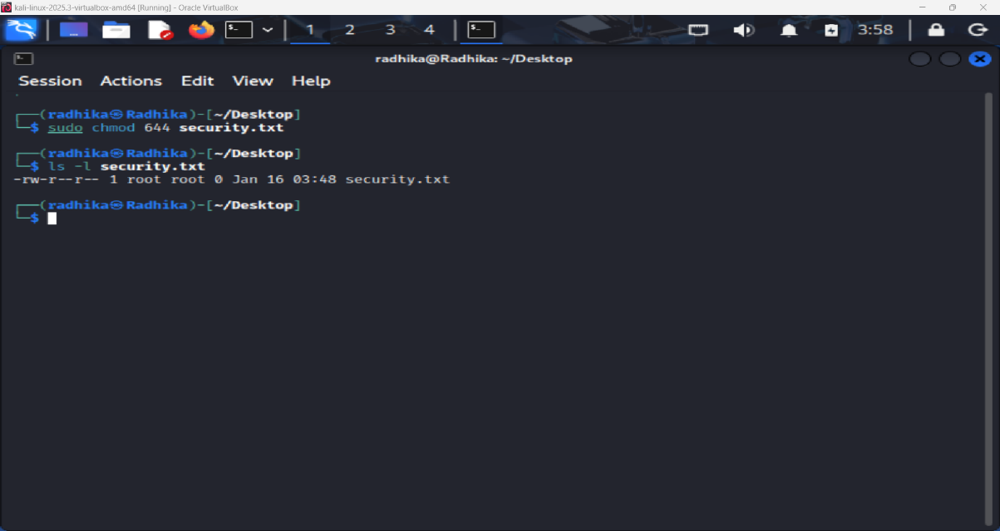 kali-linux-2025.3-virtualbox-amd64 [Running] - Oracle VirtualBox
1 2 3 4 3:58
radhika@Radhika: ~/Desktop
Session Actions Edit View Help
┌──(radhika㉿Radhika)-[~/Desktop]
└─$ sudo chmod 644 security.txt
┌──(radhika㉿Radhika)-[~/Desktop]
└─$ ls -l security.txt
-rw-r--r-- 1 root root 0 Jan 16 03:48 security.txt
┌──(radhika㉿Radhika)-[~/Desktop]
└─$